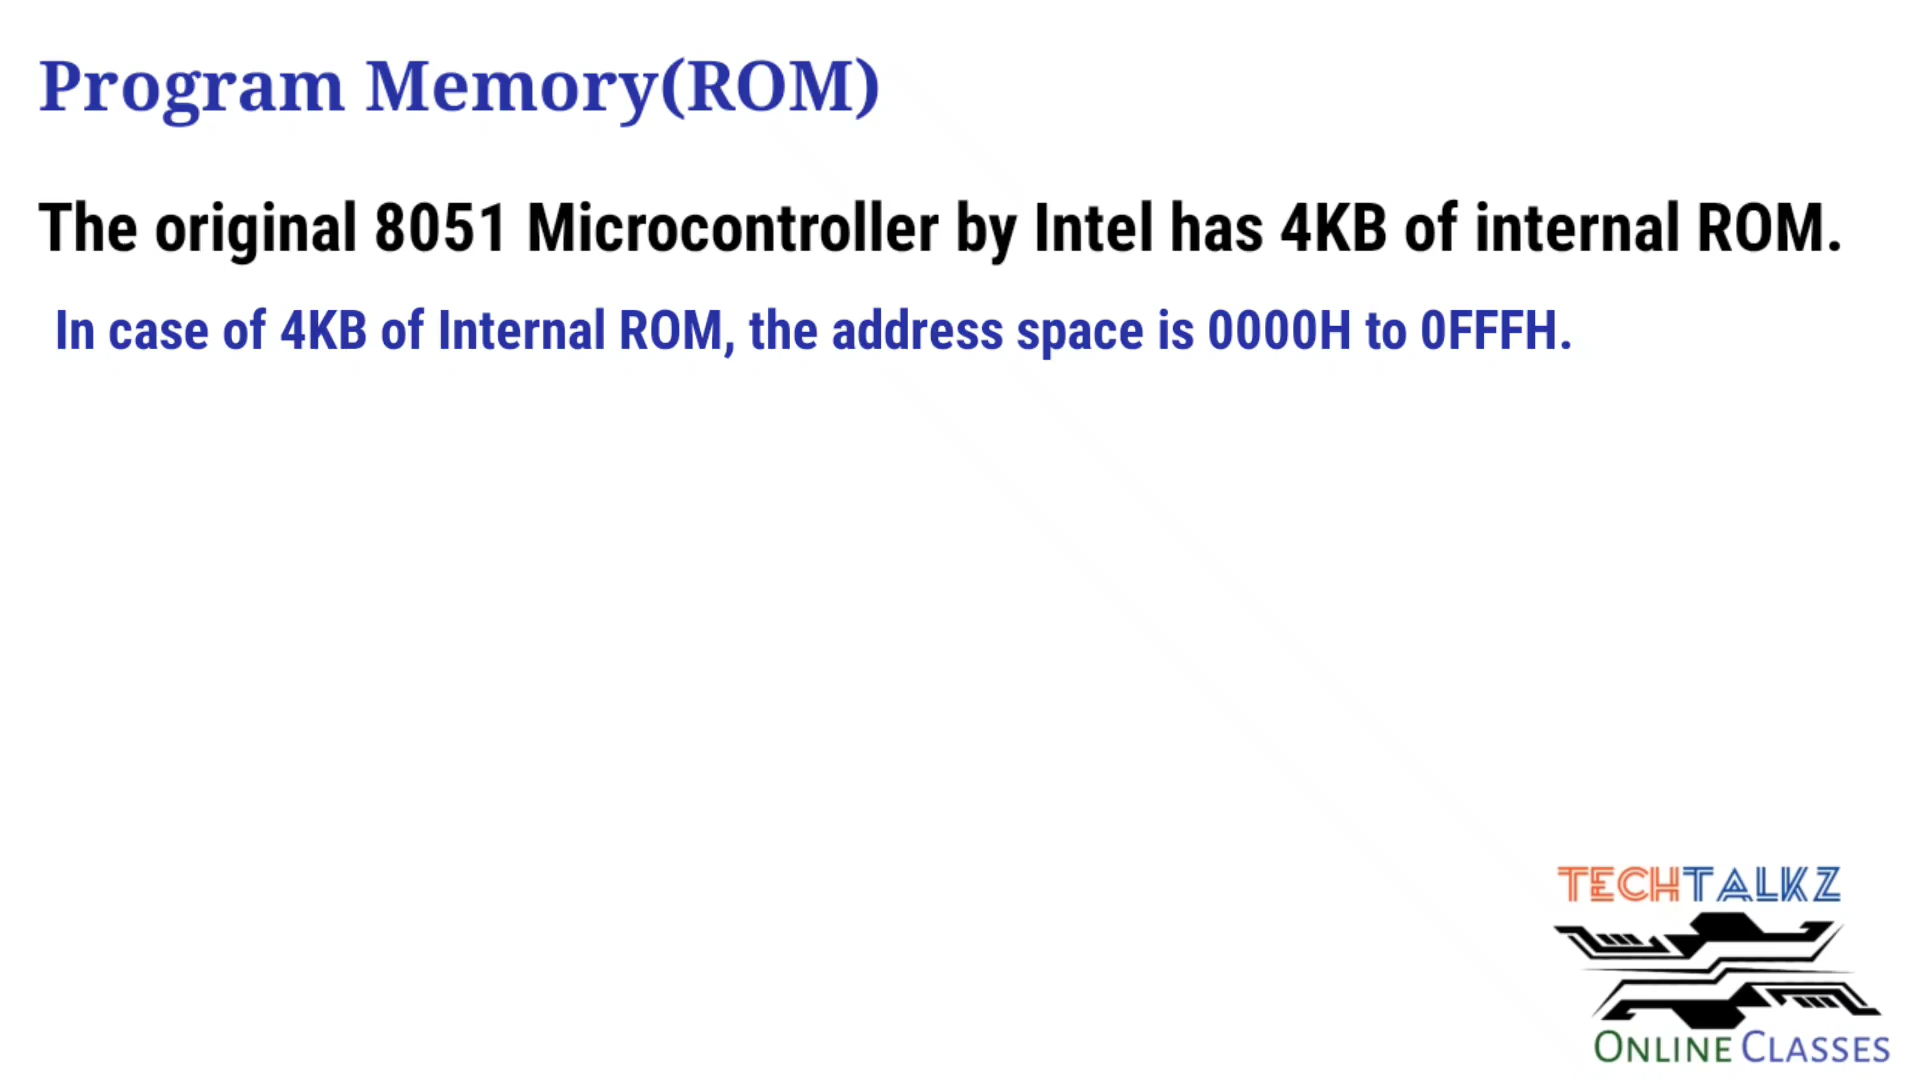 Program Memory(ROM)
The original 8051 Microcontroller by Intel has 4KB of internal ROM.
In case of 4KB of Internal ROM, the address space is 0000H to 0FFFH.
TECHTALKZ
ONLINE CLASSES